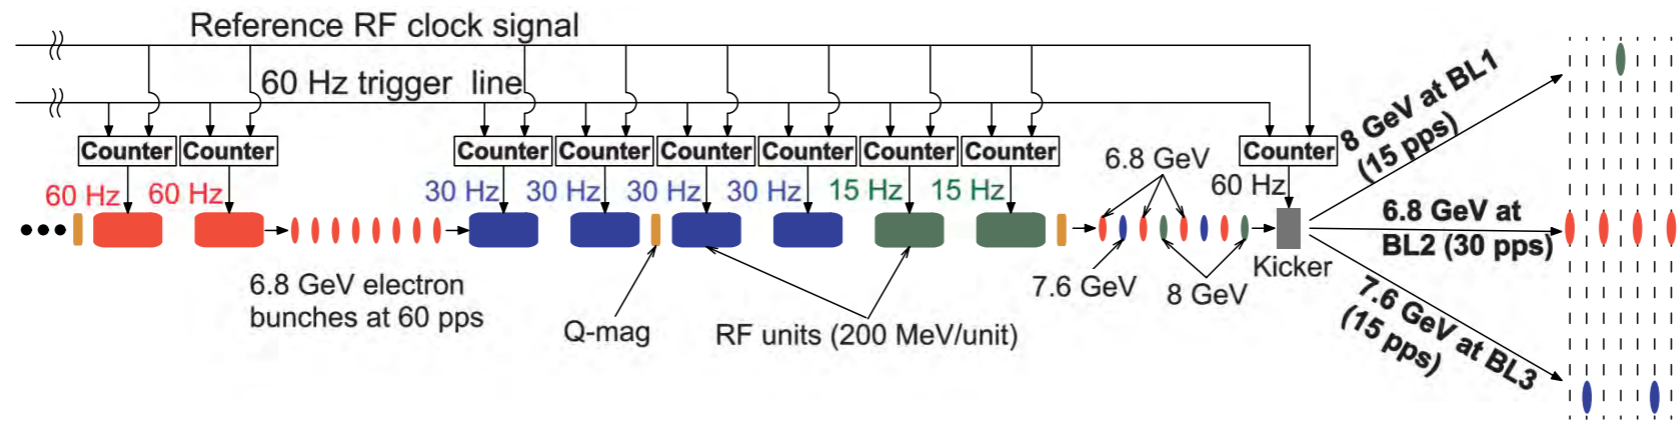 Reference RF clock signal
60 Hz trigger line
Counter Counter Counter Counter Counter Counter Counter Counter Counter
60 Hz 60 Hz 30 Hz 30 Hz 30 Hz 30 Hz 15 Hz 15 Hz 60 Hz
6.8 GeV
6.8 GeV electron
bunches at 60 pps
Q-mag
RF units (200 MeV/unit)
7.6 GeV
8 GeV
Kicker
8 GeV at BL1
(15 pps)
6.8 GeV at
BL2 (30 pps)
7.6 GeV at BL3
(15 pps)